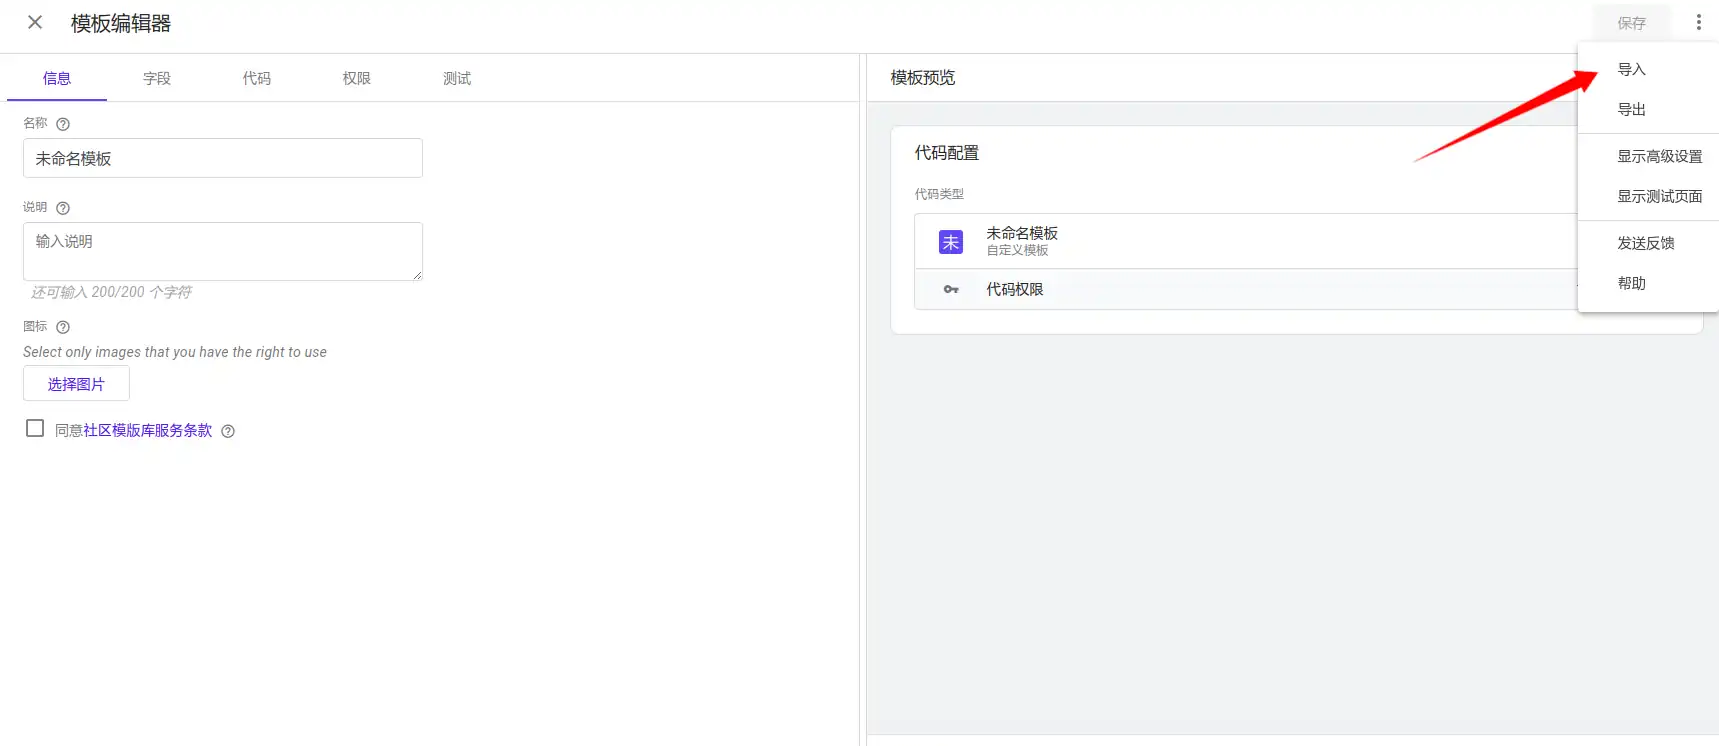 模板编辑器
保存
信息
字段
代码
权限
测试
名称
未命名模板
说明
输入说明
还可输入 200/200 个字符
图标
Select only images that you have the right to use
选择图片
同意社区模版库服务条款
模板预览
代码配置
代码类型
未
未命名模板
自定义模板
代码权限
导入
导出
显示高级设置
显示测试页面
发送反馈
帮助